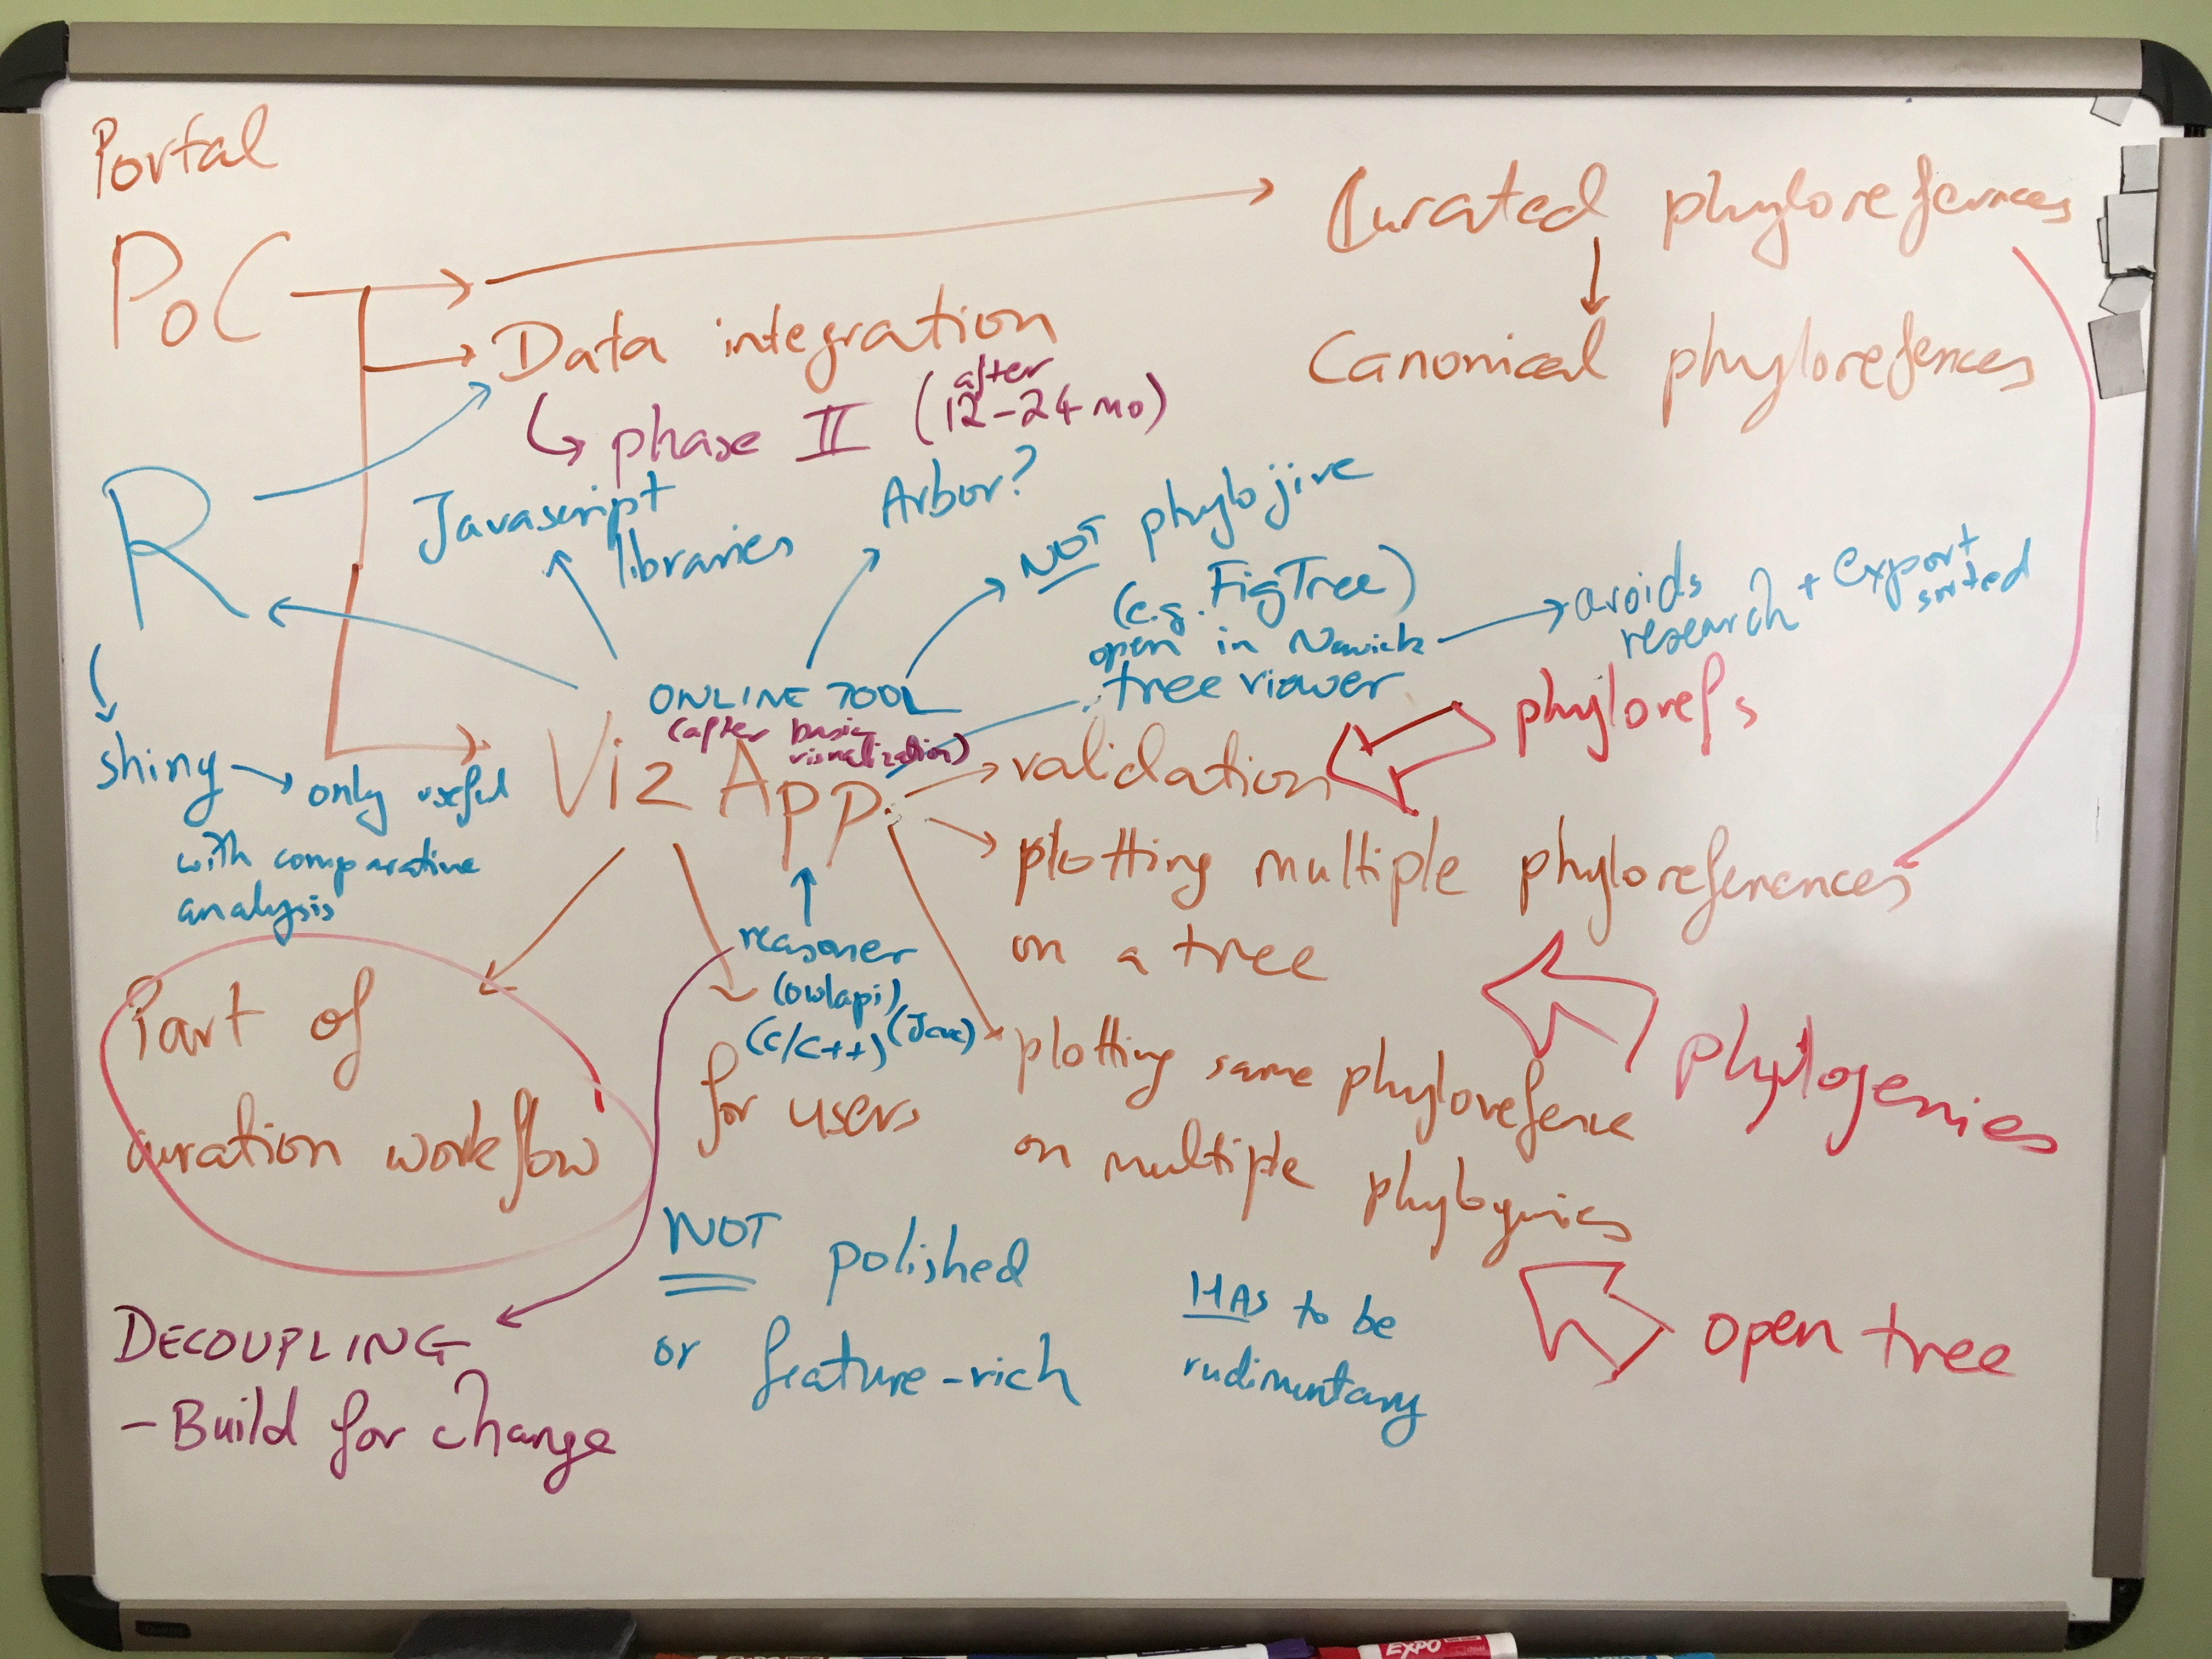 Portal
PoC
Curated phyloreferences
Canonical phylorefences
Data integration
↳ phase II (after 12-24 mo)
R
Javascript
libraries
Arbor?
NOT phylojive
(e.g. FigTree)
open in Newick
tree viewer
avoids
research + export
sorted
ONLINE TOOL
(after basic
visualization)
Viz App
shiny → only useful
with comparative
analysis
validation
phylorefs
plotting multiple phyloreferences
on a tree
reasoner
(owlapi)
(C/C++) (Java)
for users
Part of
curation workflow
plotting same phylorefence
on multiple phylogenies
phylogenies
NOT polished
or feature-rich
HAS to be
rudimentary
open tree
DECOUPLING
- Build for change
EXPO